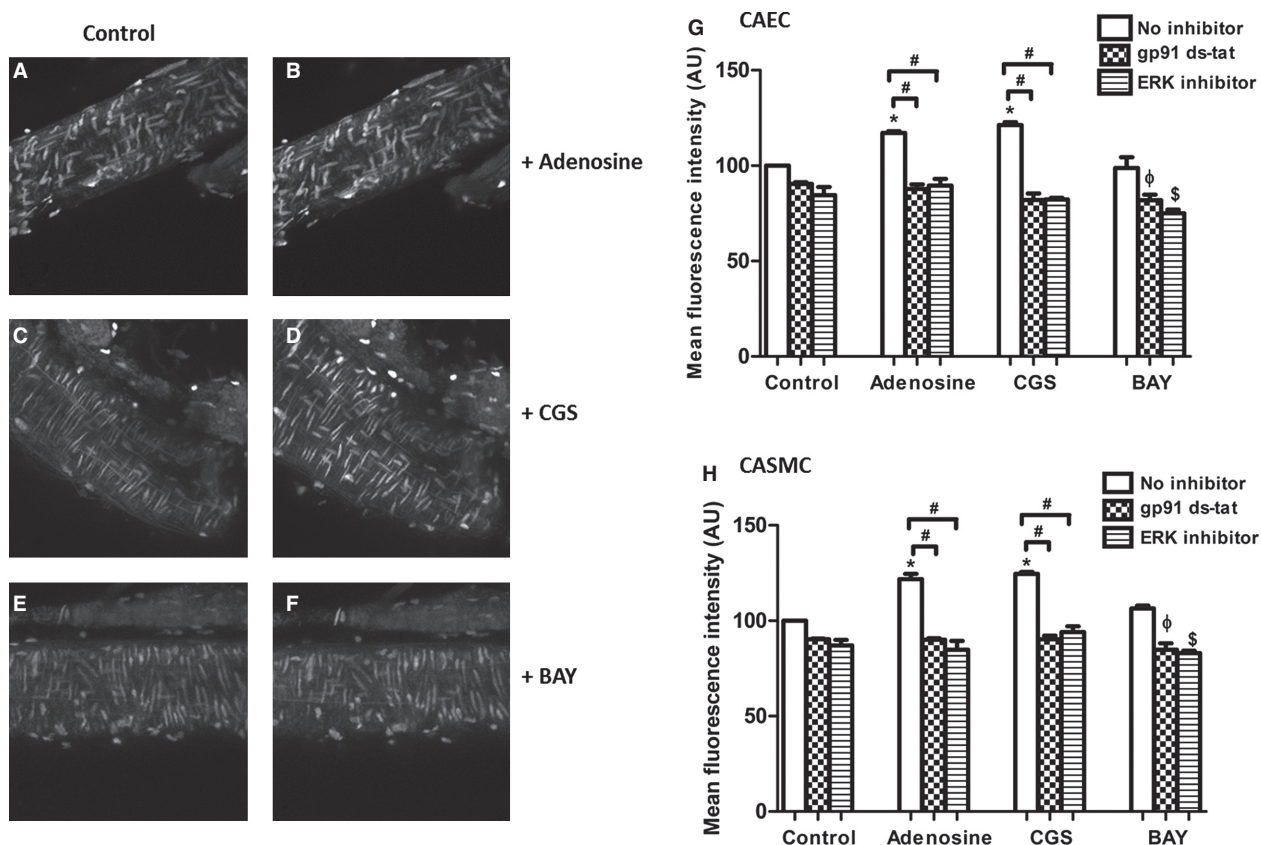 Control
A
B
+ Adenosine
C
D
+ CGS
E
F
+ BAY
G
CAEC
No inhibitor
gp91 ds-tat
ERK inhibitor
Mean fluorescence intensity (AU)
150
100
50
0
*
#
#
*
#
#
ϕ
$
Control
Adenosine
CGS
BAY
H
CASMC
No inhibitor
gp91 ds-tat
ERK inhibitor
Mean fluorescence intensity (AU)
150
100
50
0
*
#
#
*
#
#
ϕ
$
Control
Adenosine
CGS
BAY